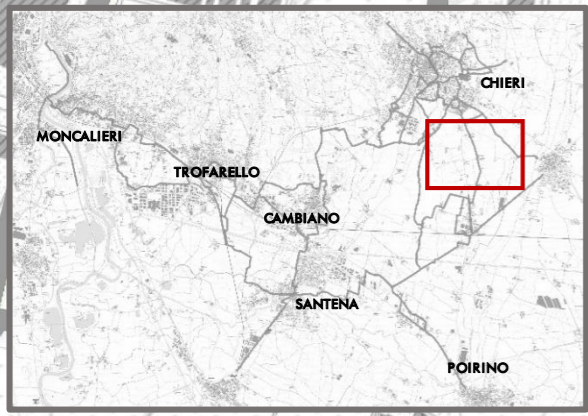 CHIERI
MONCALIERI
TROFARELLO
CAMBIANO
SANTENA
POIRINO